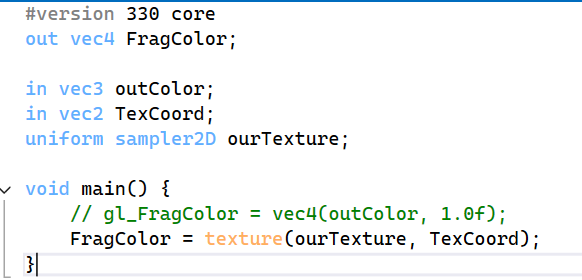 #version 330 core
out vec4 FragColor;

in vec3 outColor;
in vec2 TexCoord;
uniform sampler2D ourTexture;

void main() {
    // gl_FragColor = vec4(outColor, 1.0f);
    FragColor = texture(ourTexture, TexCoord);
}